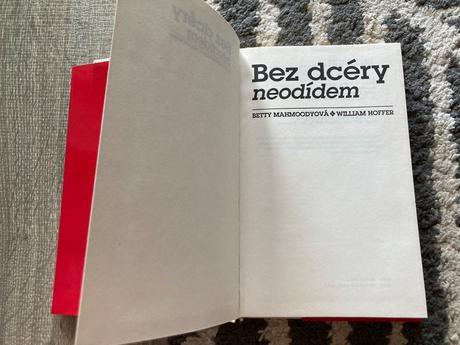 Bez dcéry
neodídem
BETTY MAHMOODYOVÁ ✤ WILLIAM HOFFER